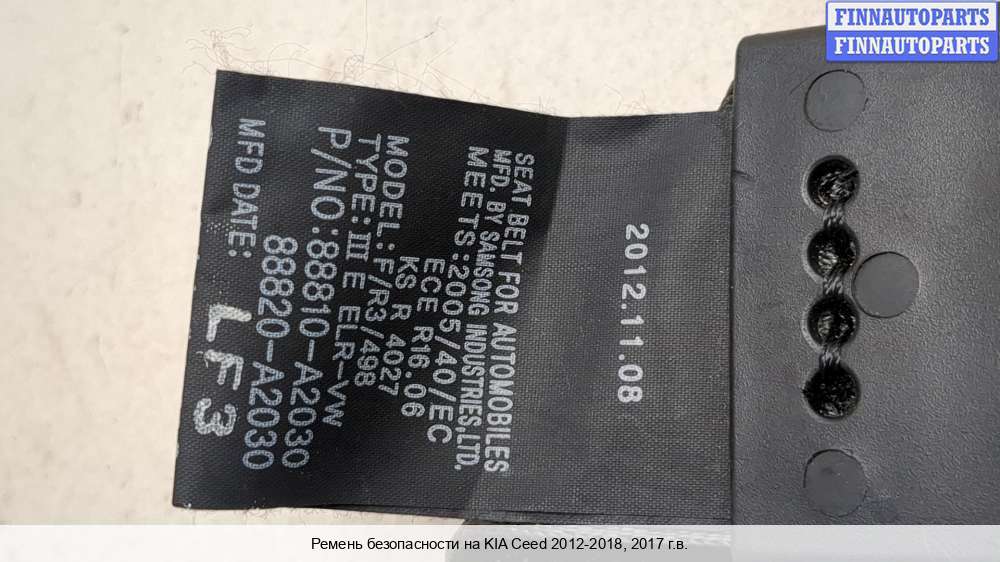 FINNAUTOPARTS
FINNAUTOPARTS
SEAT BELT FOR AUTOMOBILES
MFD. BY SAMSONG INDUSTRIES, LTD.
MEETS:2005/40/EC
ECE R16.06
KS R 4027
MODEL:F/R3/498
TYPE:III E ELR-VW
P/NO:88810-A2030
88820-A2030
MFD DATE:
LF3
2012.11.08
Ремень безопасности на KIA Ceed 2012-2018, 2017 г.в.